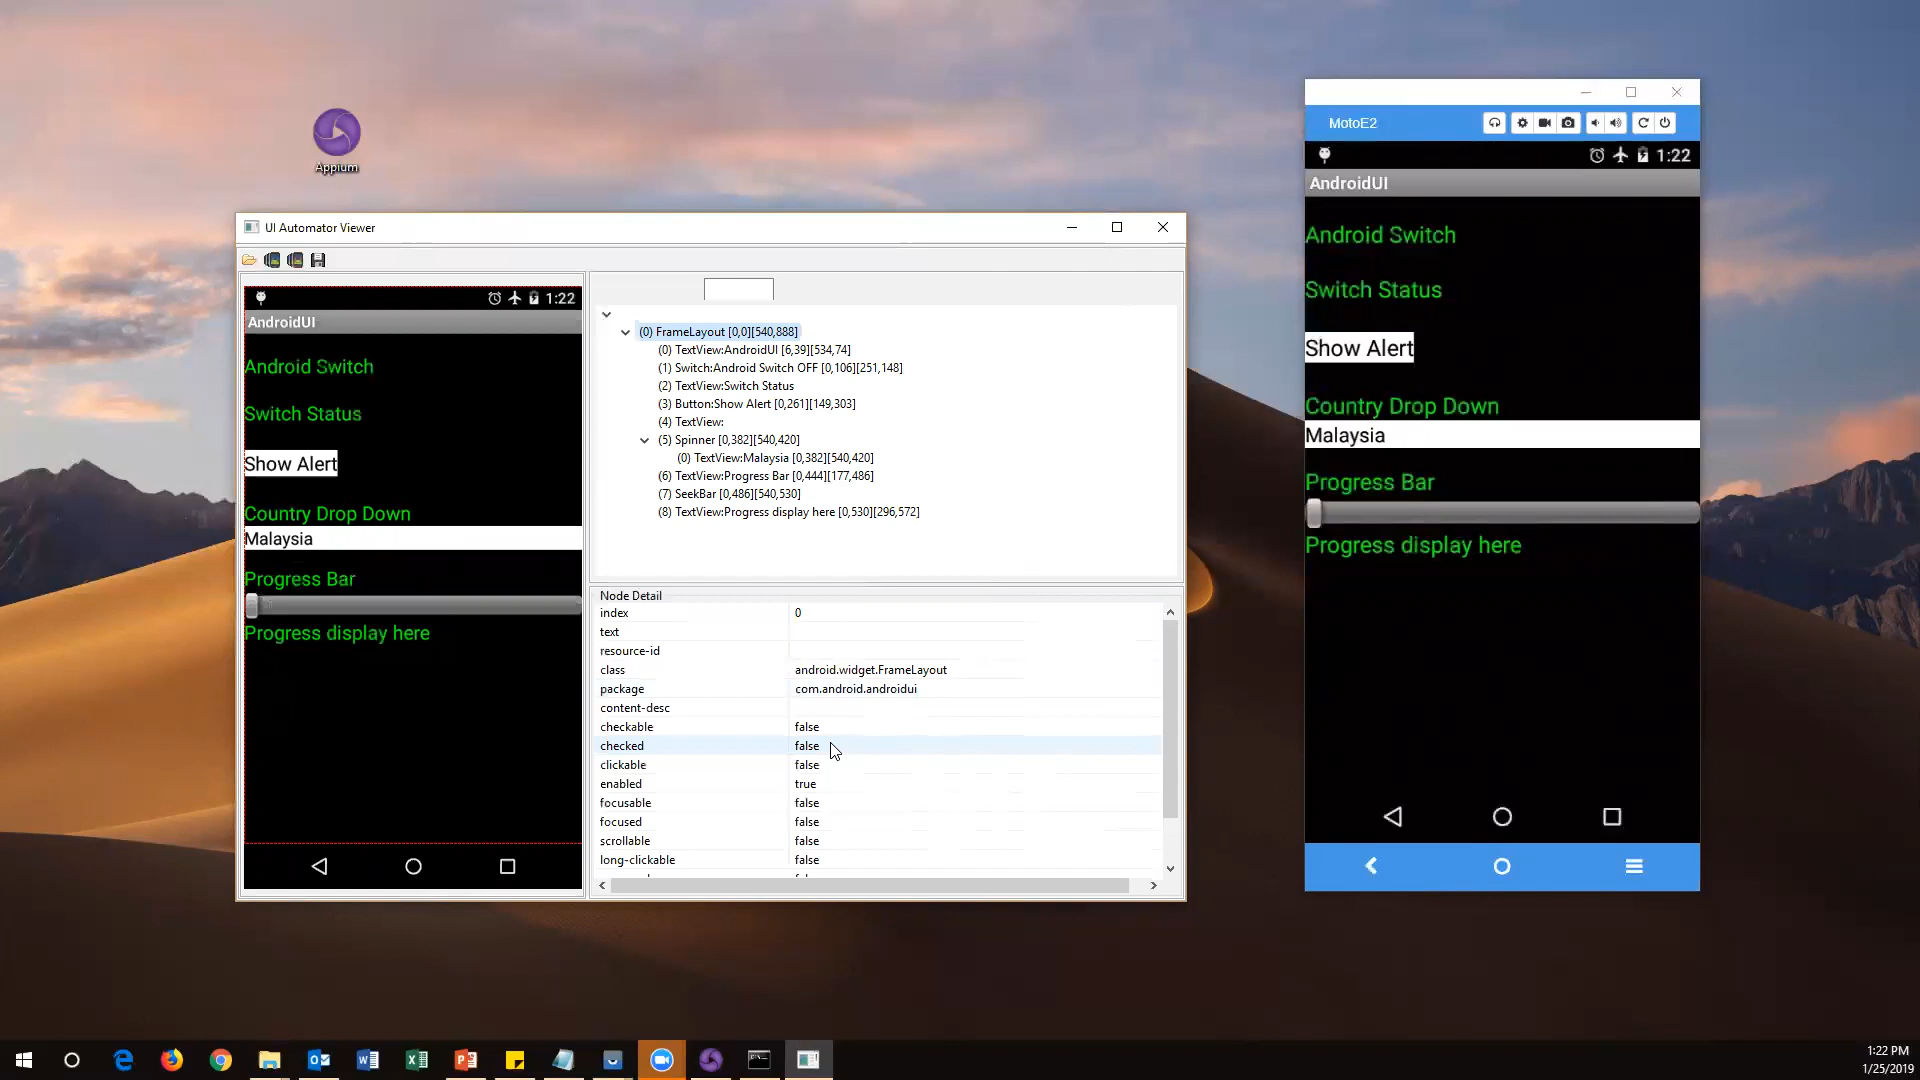 Appium
UI Automator Viewer
1:22
AndroidUI
Android Switch
Switch Status
Show Alert
Country Drop Down
Malaysia
Progress Bar
Progress display here
(0) FrameLayout [0,0][540,888]
(0) TextView:AndroidUI [6,39][534,74]
(1) Switch:Android Switch OFF [0,106][251,148]
(2) TextView:Switch Status
(3) Button:Show Alert [0,261][149,303]
(4) TextView:
(5) Spinner [0,382][540,420]
(0) TextView:Malaysia [0,382][540,420]
(6) TextView:Progress Bar [0,444][177,486]
(7) SeekBar [0,486][540,530]
(8) TextView:Progress display here [0,530][296,572]
Node Detail
index 0
text
resource-id
class android.widget.FrameLayout
package com.android.androidui
content-desc
checkable false
checked false
clickable false
enabled true
focusable false
focused false
scrollable false
long-clickable false
MotoE2
1:22
AndroidUI
Android Switch
Switch Status
Show Alert
Country Drop Down
Malaysia
Progress Bar
Progress display here
1:22 PM
1/25/2019